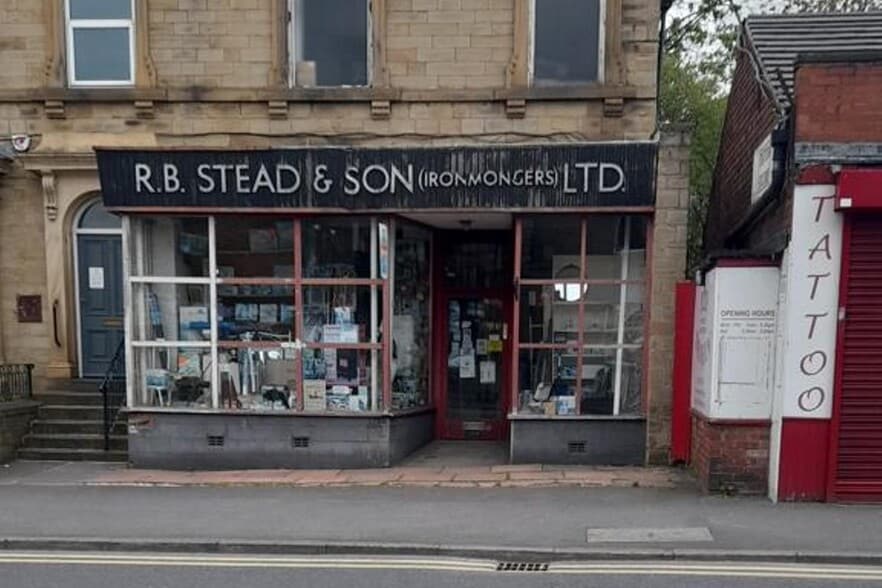 R.B. STEAD & SON (IRONMONGERS) LTD.
OPENING HOURS
TATTOO